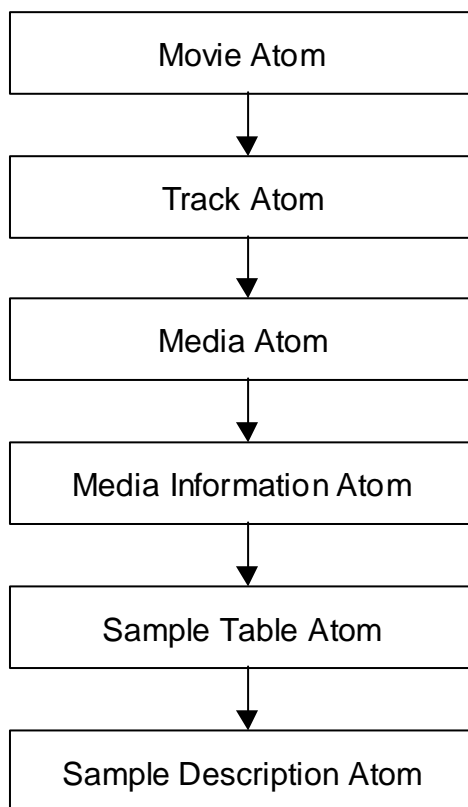 Movie Atom
Track Atom
Media Atom
Media Information Atom
Sample Table Atom
Sample Description Atom